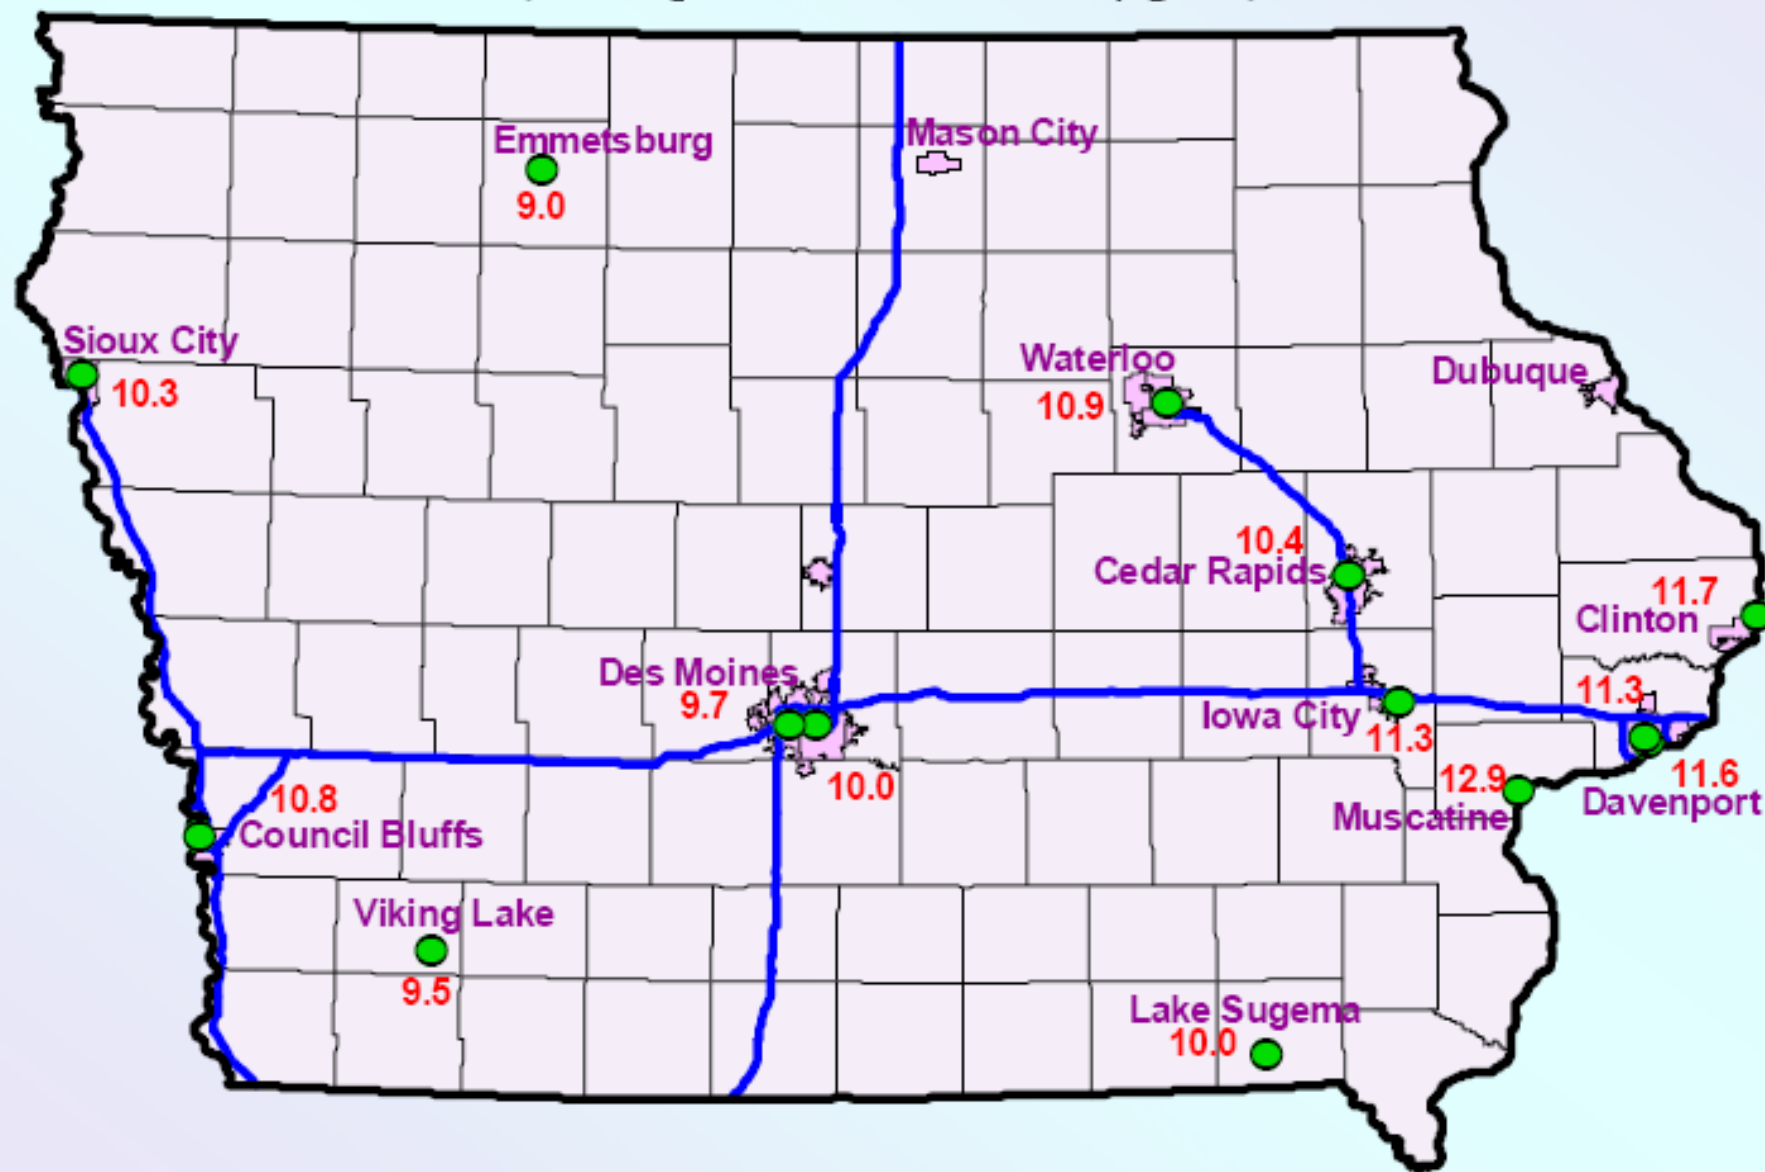 Emmetsburg
9.0
Mason City
Sioux City
10.3
Waterloo
10.9
Dubuque
10.4
Cedar Rapids
11.7
Clinton
Des Moines
9.7
10.0
Iowa City
11.3
11.3
11.6
Davenport
12.9
Muscatine
10.8
Council Bluffs
Viking Lake
9.5
Lake Sugema
10.0